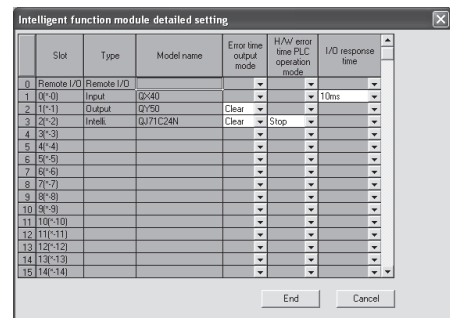 Intelligent function module detailed setting
Slot Type Model name Error time output mode H/W error time PLC operation mode I/O response time
0 Remote I/O Remote I/O
1 0(*-0) Input QX40 10ms
2 1(*-1) Output QY50 Clear
3 2(*-2) Intelli. QJ71C24N Clear Stop
4 3(*-3)
5 4(*-4)
6 5(*-5)
7 6(*-6)
8 7(*-7)
9 8(*-8)
10 9(*-9)
11 10(*-10)
12 11(*-11)
13 12(*-12)
14 13(*-13)
15 14(*-14)
End Cancel